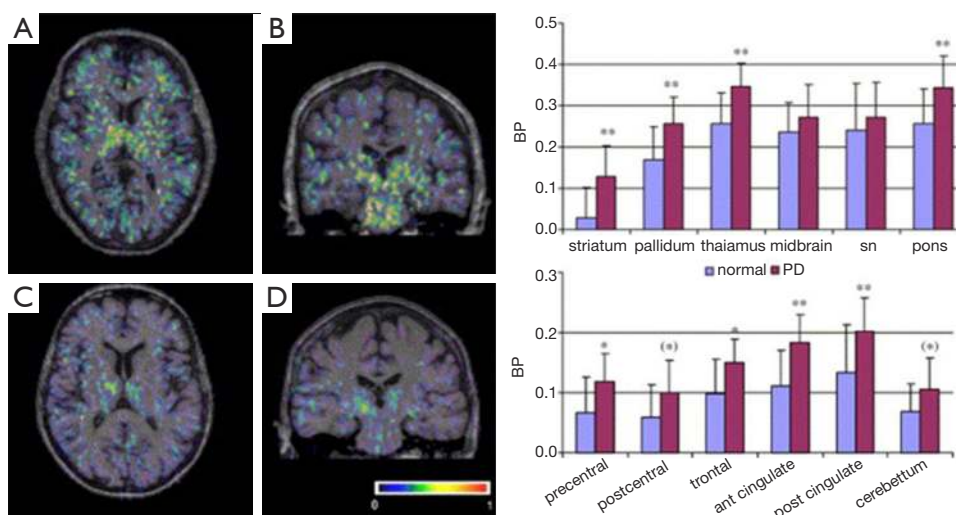 A
B
C
D
0 1
0.5
0.4
0.3
0.2
0.1
0.0
BP
** ** ** **
striatum pallidum thaiamus midbrain sn pons
normal PD
0.3
0.2
0.1
0.0
BP
* (*) * ** ** (*)
precentral postcentral trontal ant cingulate post cingulate cerebettum